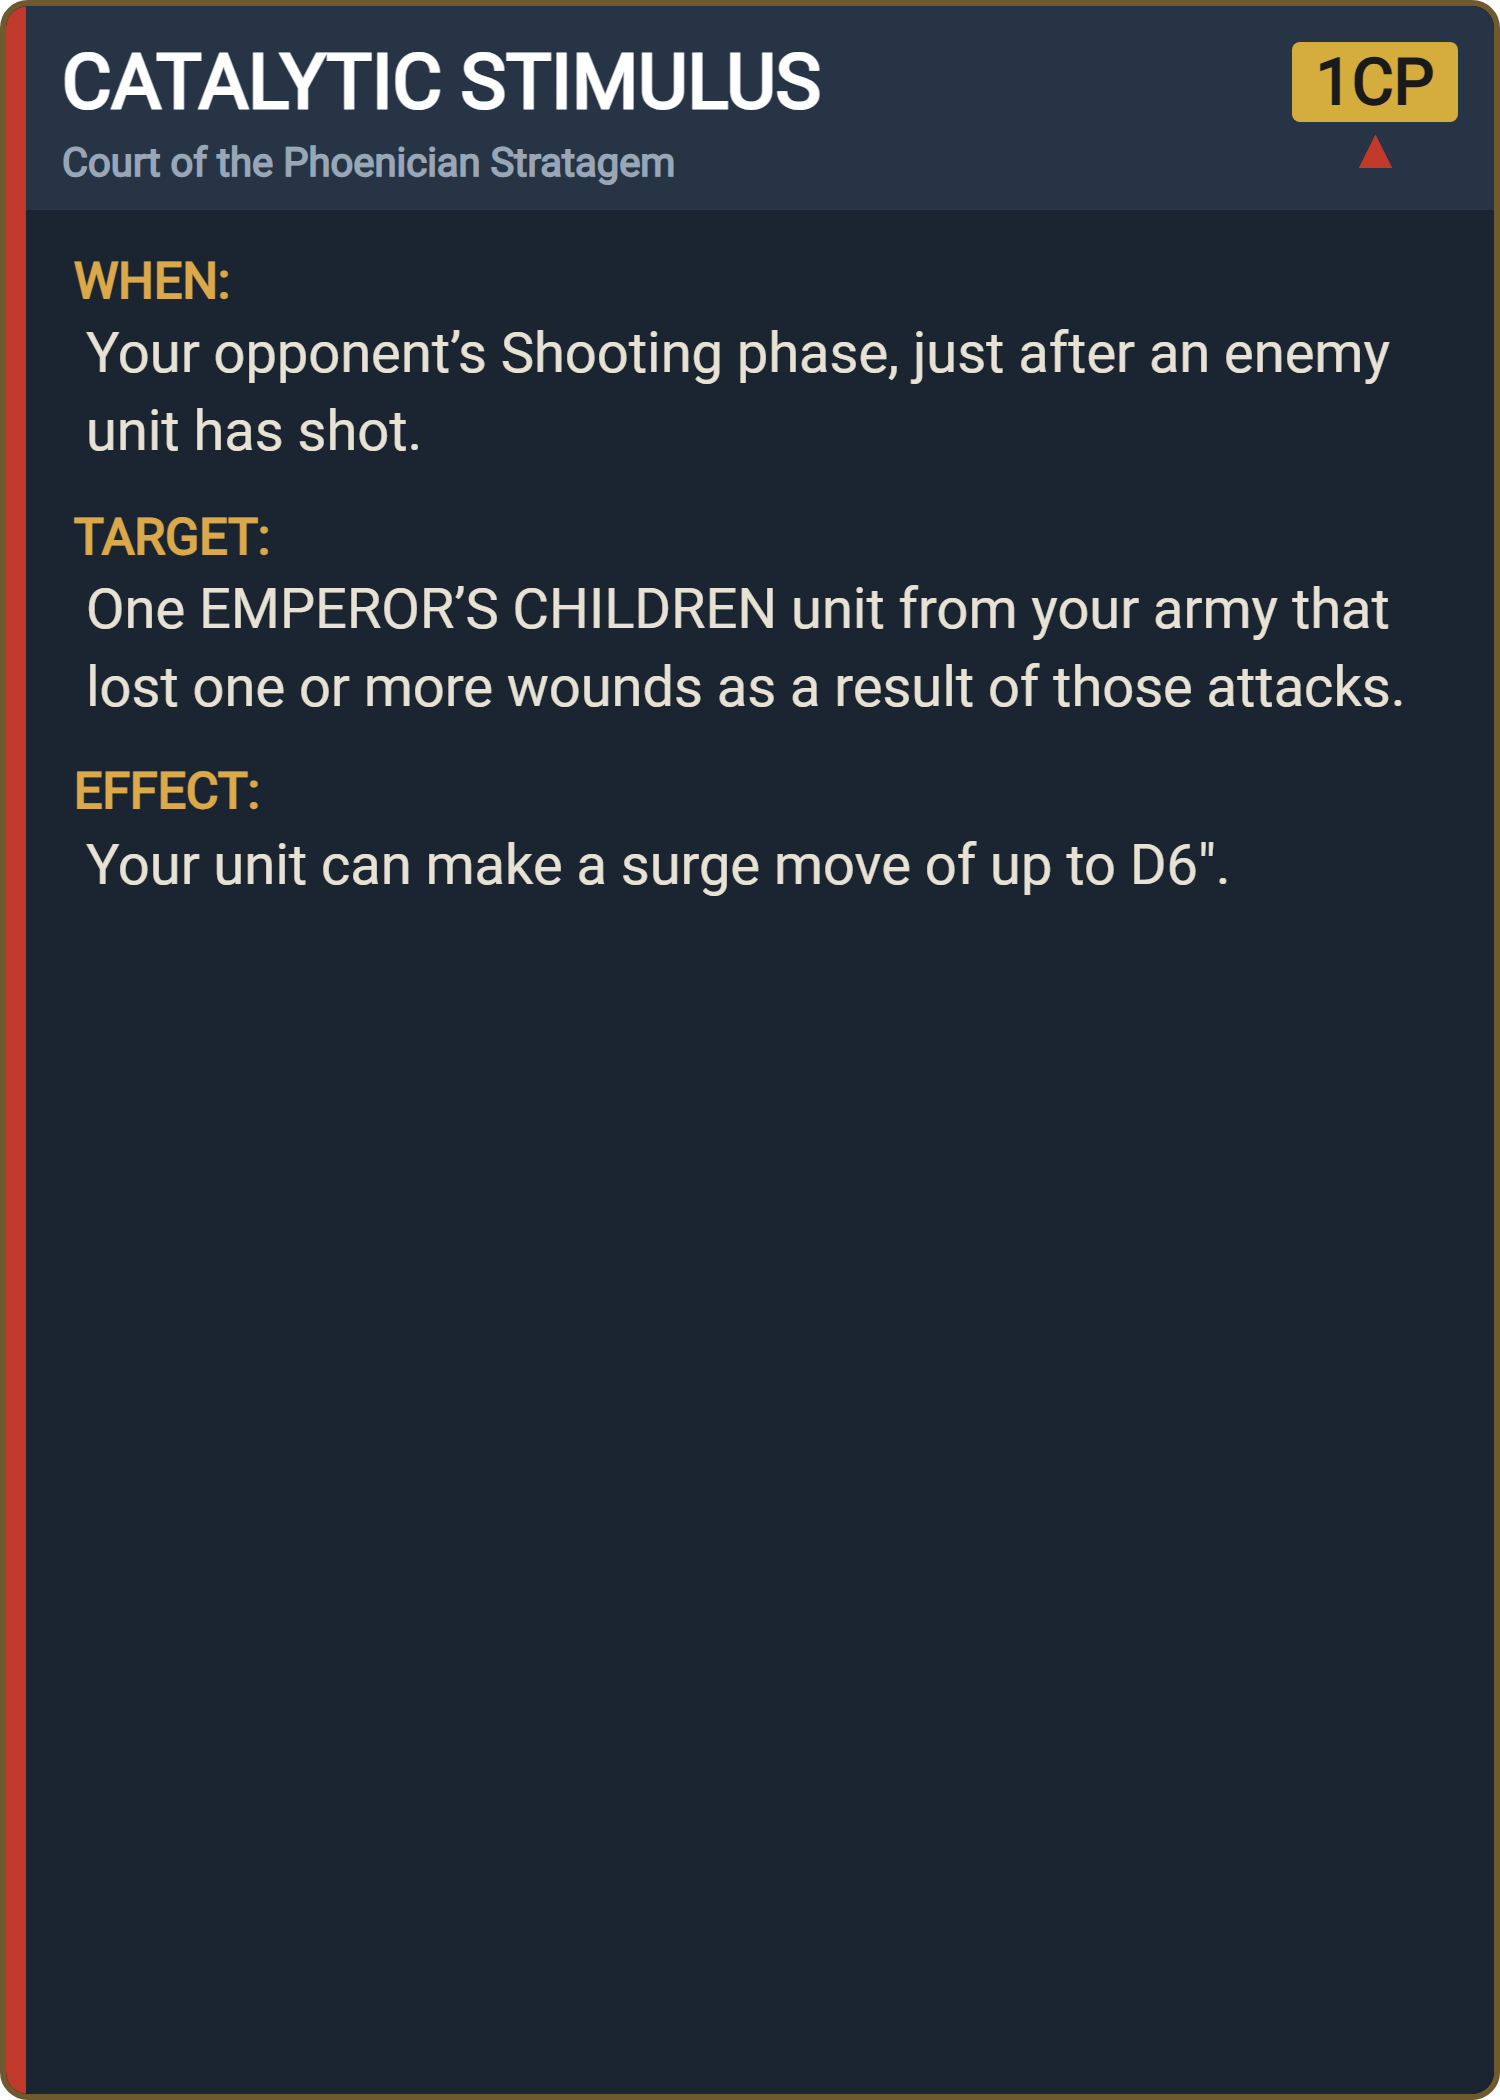 CATALYTIC STIMULUS
1CP
Court of the Phoenician Stratagem
WHEN:
Your opponent’s Shooting phase, just after an enemy
unit has shot.
TARGET:
One EMPEROR’S CHILDREN unit from your army that
lost one or more wounds as a result of those attacks.
EFFECT:
Your unit can make a surge move of up to D6".